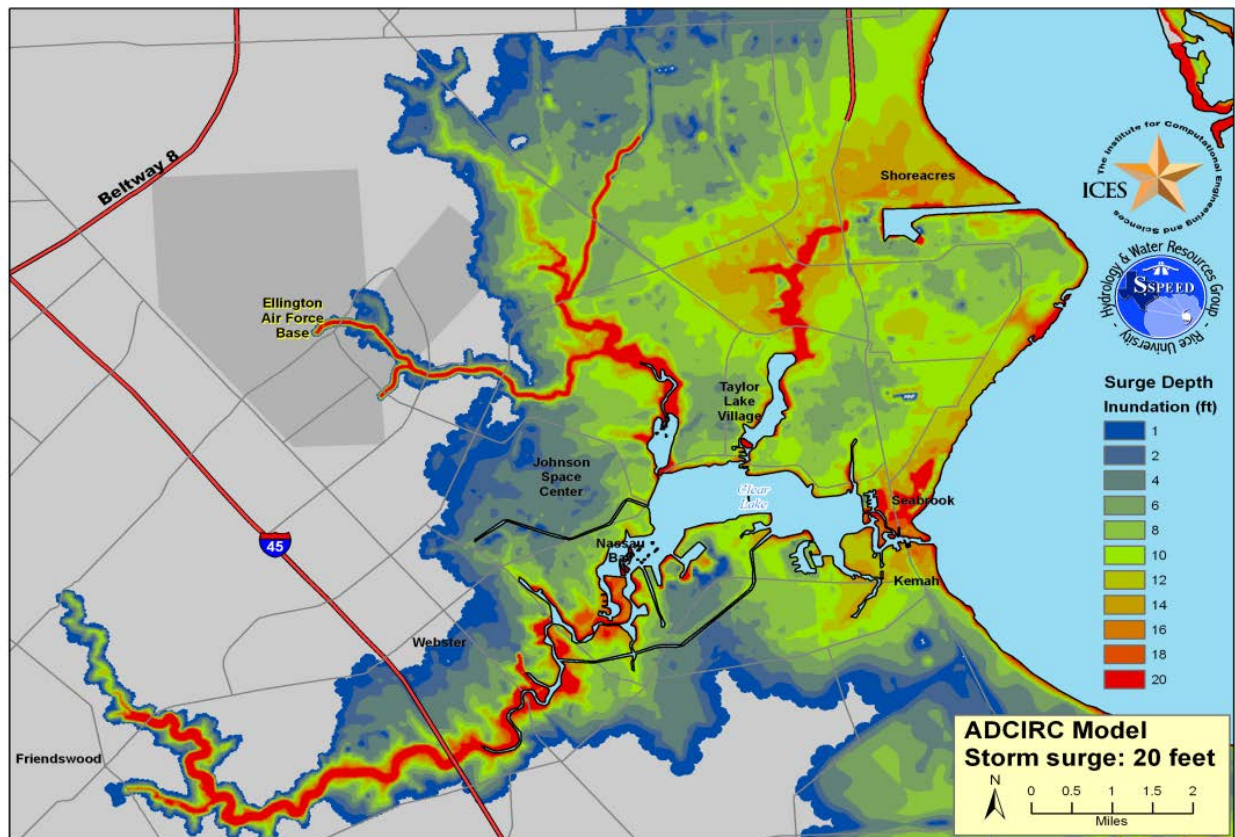 Beltway 8
Ellington
Air Force
Base
Shoreacres
Taylor
Lake
Village
Johnson
Space
Center
Clear
Lake
Seabrook
Nassau
Bay
Kemah
45
Webster
Friendswood
The Institute for Computational Engineering and Sciences
ICES
Hydrology & Water Resources Group - Rice University -
SSPEED
Surge Depth
Inundation (ft)
1
2
4
6
8
10
12
14
16
18
20
ADCIRC Model
Storm surge: 20 feet
N
0 0.5 1 1.5 2
Miles